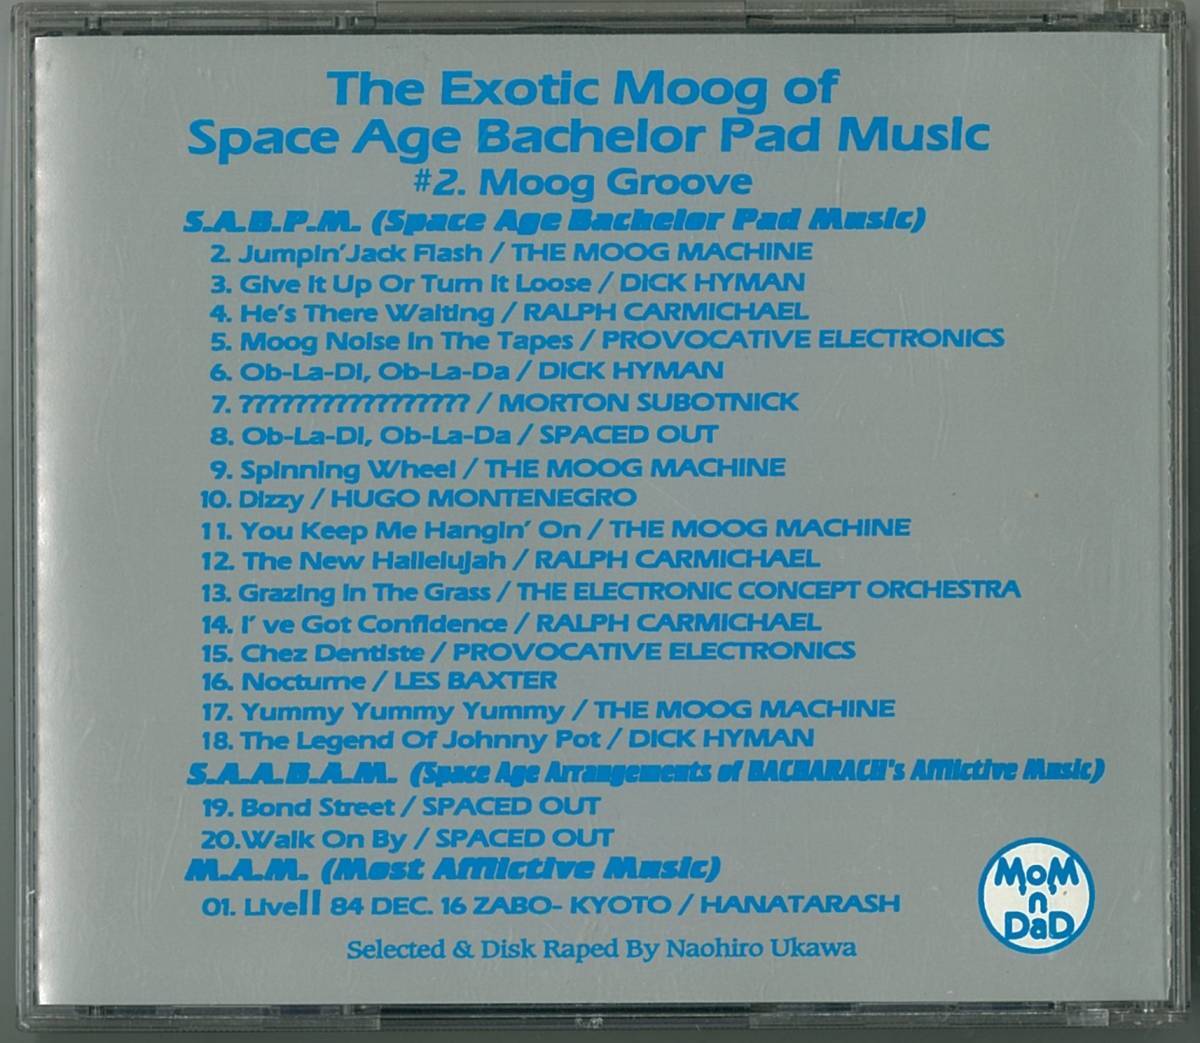 The Exotic Moog of
Space Age Bachelor Pad Music
#2. Moog Groove
S.A.B.P.M. (Space Age Bachelor Pad Music)
2. Jumpin' Jack Flash / THE MOOG MACHINE
3. Give It Up Or Turn It Loose / DICK HYMAN
4. He's There Waiting / RALPH CARMICHAEL
5. Moog Noise In The Tapes / PROVOCATIVE ELECTRONICS
6. Ob-La-Di, Ob-La-Da / DICK HYMAN
7. ????????????????? / MORTON SUBOTNICK
8. Ob-La-Di, Ob-La-Da / SPACED OUT
9. Spinning Wheel / THE MOOG MACHINE
10. Dizzy / HUGO MONTENEGRO
11. You Keep Me Hangin' On / THE MOOG MACHINE
12. The New Hallelujah / RALPH CARMICHAEL
13. Grazing In The Grass / THE ELECTRONIC CONCEPT ORCHESTRA
14. I' ve Got Confidence / RALPH CARMICHAEL
15. Chez Dentiste / PROVOCATIVE ELECTRONICS
16. Nocturne / LES BAXTER
17. Yummy Yummy Yummy / THE MOOG MACHINE
18. The Legend Of Johnny Pot / DICK HYMAN
S.A.A.B.A.M. (Space Age Arrangements of BACHARACH's Afflictive Music)
19. Bond Street / SPACED OUT
20.Walk On By / SPACED OUT
M.A.M. (Most Afflictive Music)
01. Live!! 84 DEC. 16 ZABO- KYOTO / HANATARASH
Selected & Disk Raped By Naohiro Ukawa
MoM
'n'
DaD